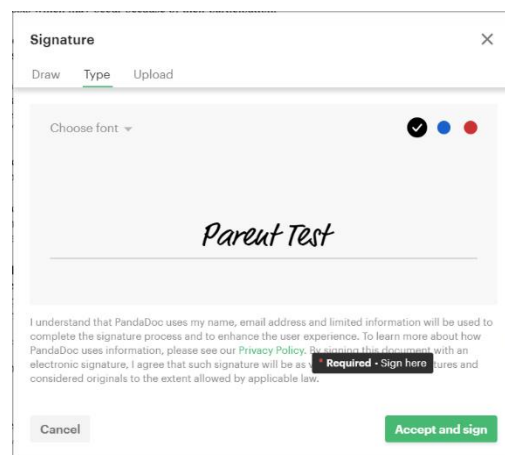 Signature
Draw Type Upload
Choose font
Parent Test
I understand that PandaDoc uses my name, email address and limited information will be used to
complete the signature process and to enhance the user experience. To learn more about how
PandaDoc uses information, please see our Privacy Policy. By signing this document with an
electronic signature, I agree that such signature will be as tures and
* Required - Sign here
considered originals to the extent allowed by applicable law.
Cancel Accept and sign